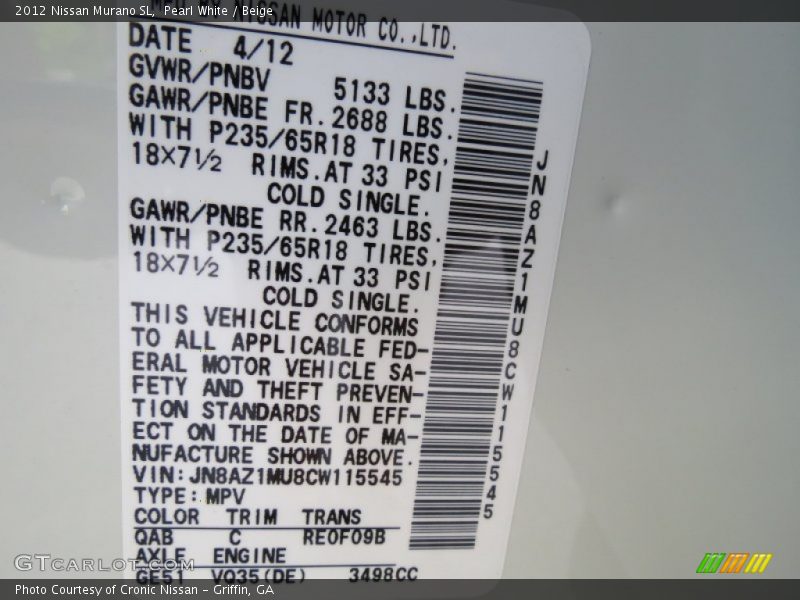 2012 Nissan Murano SL,  Pearl White / Beige
MFD BY NISSAN MOTOR CO.,LTD.
DATE 4/12
GVWR/PNBV 5133 LBS.
GAWR/PNBE FR. 2688 LBS.
WITH P235/65R18 TIRES,
18×7½ RIMS. AT 33 PSI
COLD SINGLE.
GAWR/PNBE RR. 2463 LBS.
WITH P235/65R18 TIRES,
18×7½ RIMS. AT 33 PSI
COLD SINGLE.
THIS VEHICLE CONFORMS
TO ALL APPLICABLE FED-
ERAL MOTOR VEHICLE SA-
FETY AND THEFT PREVEN-
TION STANDARDS IN EFF-
ECT ON THE DATE OF MA-
NUFACTURE SHOWN ABOVE.
VIN:JN8AZ1MU8CW115545
TYPE:MPV
COLOR TRIM TRANS
QAB C RE0F09B
AXLE ENGINE
GE51 VQ35(DE) 3498CC
JN8AZ1MU8CW115545
GTCARLOT.COM
Photo Courtesy of Cronic Nissan - Griffin, GA